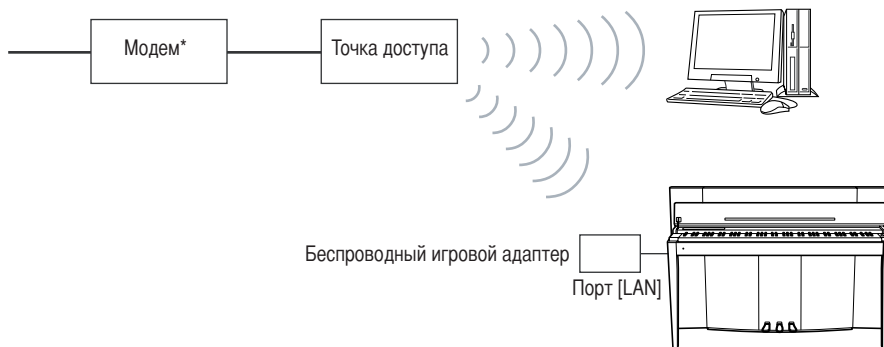 Модем*
Точка доступа
Беспроводный игровой адаптер
Порт [LAN]